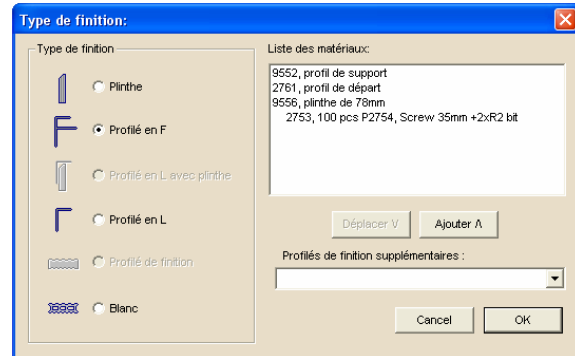 Type de finition:
Type de finition
Plinthe
Profilé en F
Profilé en L avec plinthe
Profilé en L
Profilé de finition
Blanc
Liste des matériaux:
9552, profil de support
2761, profil de départ
9556, plinthe de 78mm
2753, 100 pcs P2754, Screw 35mm +2xR2 bit
Déplacer V
Ajouter Λ
Profilés de finition supplémentaires :
Cancel
OK